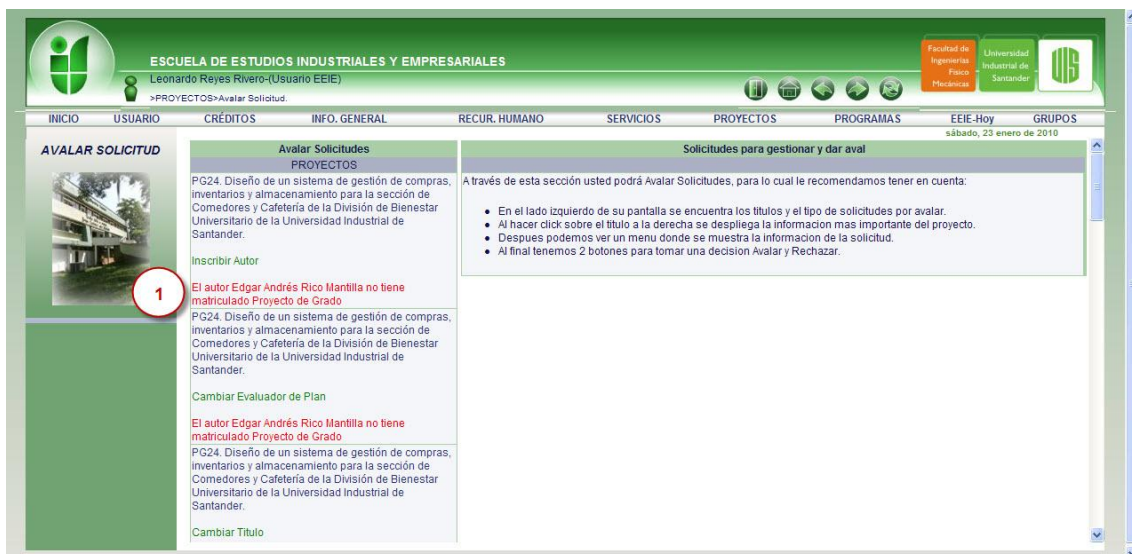 ESCUELA DE ESTUDIOS INDUSTRIALES Y EMPRESARIALES
Leonardo Reyes Rivero-(Usuario EEIE)
>PROYECTOS>Avalar Solicitud.
Facultad de
Ingenierías
Físico
Mecánicas
Universidad
Industrial de
Santander
UIS
INICIO USUARIO CRÉDITOS INFO. GENERAL RECUR. HUMANO SERVICIOS PROYECTOS PROGRAMAS EEIE-Hoy GRUPOS
sábado, 23 enero de 2010
AVALAR SOLICITUD
Avalar Solicitudes
PROYECTOS
PG24. Diseño de un sistema de gestión de compras,
inventarios y almacenamiento para la sección de
Comedores y Cafetería de la División de Bienestar
Universitario de la Universidad Industrial de
Santander.
Inscribir Autor
1
El autor Edgar Andrés Rico Mantilla no tiene
matriculado Proyecto de Grado
PG24. Diseño de un sistema de gestión de compras,
inventarios y almacenamiento para la sección de
Comedores y Cafetería de la División de Bienestar
Universitario de la Universidad Industrial de
Santander.
Cambiar Evaluador de Plan
El autor Edgar Andrés Rico Mantilla no tiene
matriculado Proyecto de Grado
PG24. Diseño de un sistema de gestión de compras,
inventarios y almacenamiento para la sección de
Comedores y Cafetería de la División de Bienestar
Universitario de la Universidad Industrial de
Santander.
Cambiar Titulo
Solicitudes para gestionar y dar aval
A través de esta sección usted podrá Avalar Solicitudes, para lo cual le recomendamos tener en cuenta:
• En el lado izquierdo de su pantalla se encuentra los titulos y el tipo de solicitudes por avalar.
• Al hacer click sobre el titulo a la derecha se despliega la informacion mas importante del proyecto.
• Despues podemos ver un menu donde se muestra la informacion de la solicitud.
• Al final tenemos 2 botones para tomar una decision Avalar y Rechazar.